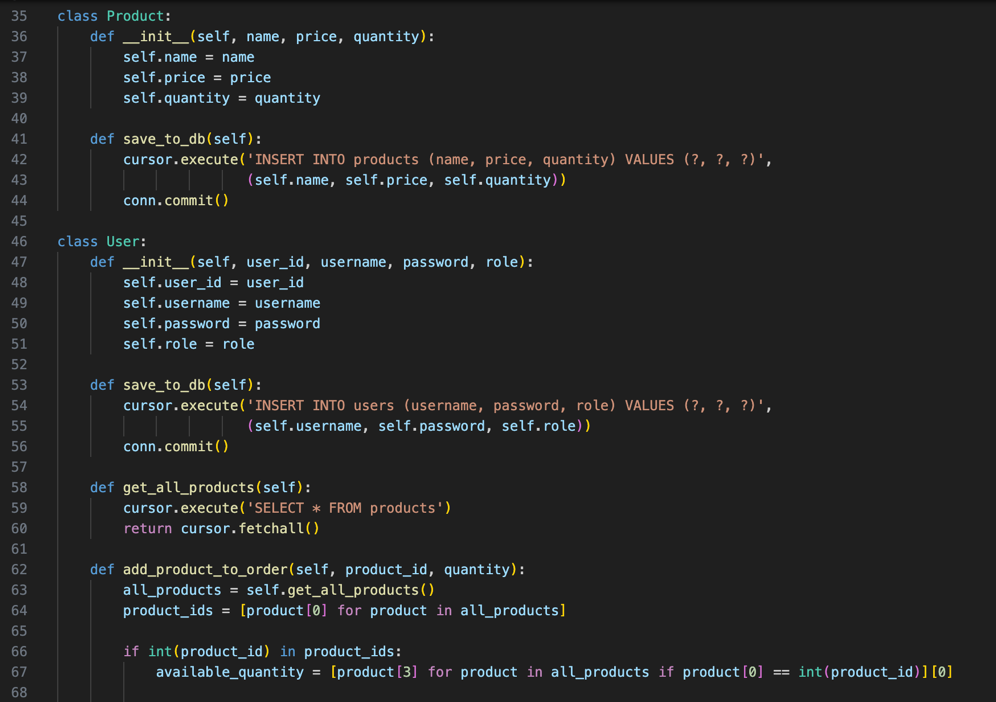 35 class Product:
36     def __init__(self, name, price, quantity):
37         self.name = name
38         self.price = price
39         self.quantity = quantity
40
41     def save_to_db(self):
42         cursor.execute('INSERT INTO products (name, price, quantity) VALUES (?, ?, ?)',
43                        (self.name, self.price, self.quantity))
44         conn.commit()
45
46 class User:
47     def __init__(self, user_id, username, password, role):
48         self.user_id = user_id
49         self.username = username
50         self.password = password
51         self.role = role
52
53     def save_to_db(self):
54         cursor.execute('INSERT INTO users (username, password, role) VALUES (?, ?, ?)',
55                        (self.username, self.password, self.role))
56         conn.commit()
57
58     def get_all_products(self):
59         cursor.execute('SELECT * FROM products')
60         return cursor.fetchall()
61
62     def add_product_to_order(self, product_id, quantity):
63         all_products = self.get_all_products()
64         product_ids = [product[0] for product in all_products]
65
66         if int(product_id) in product_ids:
67             available_quantity = [product[3] for product in all_products if product[0] == int(product_id)][0]
68